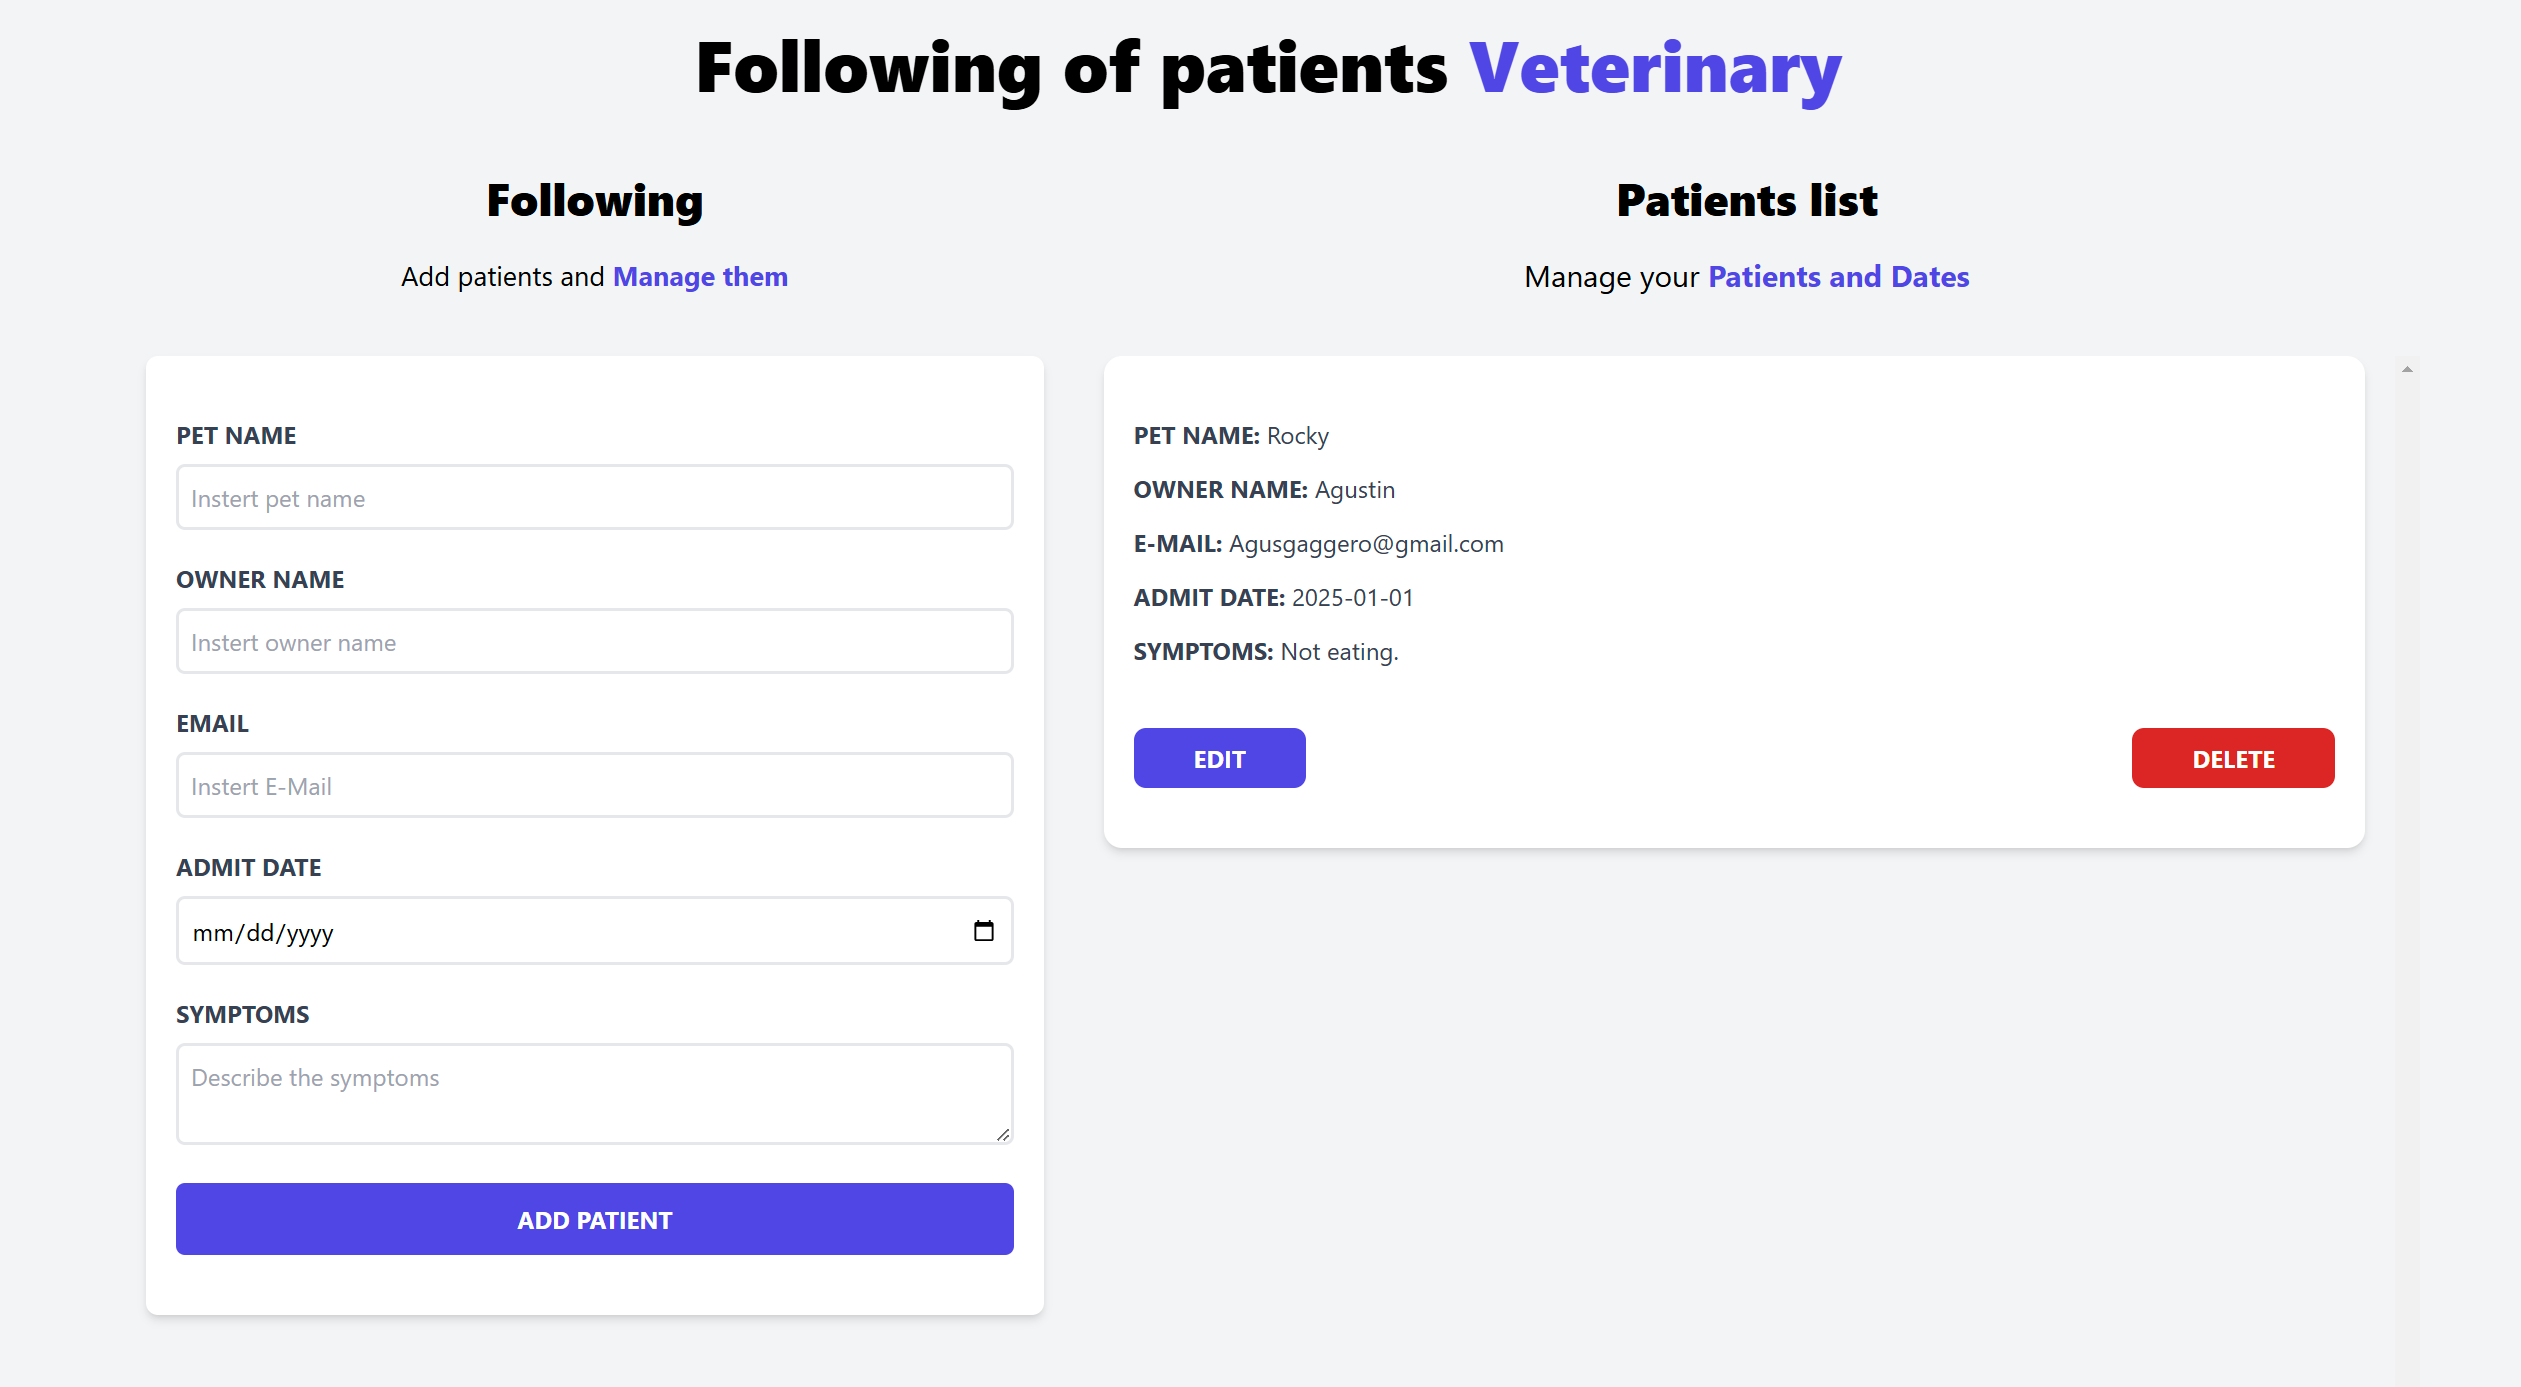 Following of patients Veterinary
Following
Add patients and Manage them
PET NAME
Instert pet name
OWNER NAME
Instert owner name
EMAIL
Instert E-Mail
ADMIT DATE
mm/dd/yyyy
SYMPTOMS
Describe the symptoms
ADD PATIENT
Patients list
Manage your Patients and Dates
PET NAME: Rocky
OWNER NAME: Agustin
E-MAIL: Agusgaggero@gmail.com
ADMIT DATE: 2025-01-01
SYMPTOMS: Not eating.
EDIT
DELETE